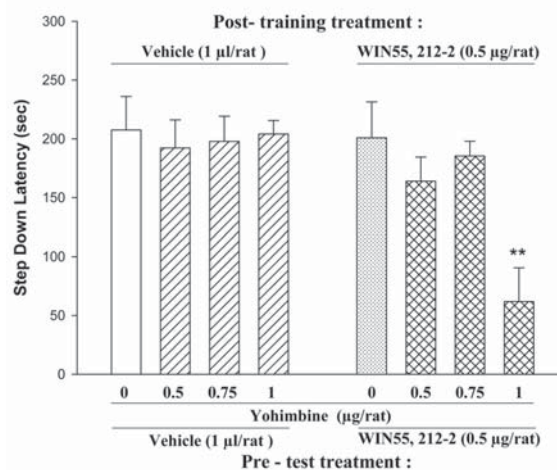 Post- training treatment :
Vehicle (1 µl/rat ) WIN55, 212-2 (0.5 µg/rat)
Step Down Latency (sec)
300
250
200
150
100
50
0
**
0 0.5 0.75 1 0 0.5 0.75 1
Yohimbine (µg/rat)
Vehicle (1 µl/rat ) WIN55, 212-2 (0.5 µg/rat)
Pre - test treatment :